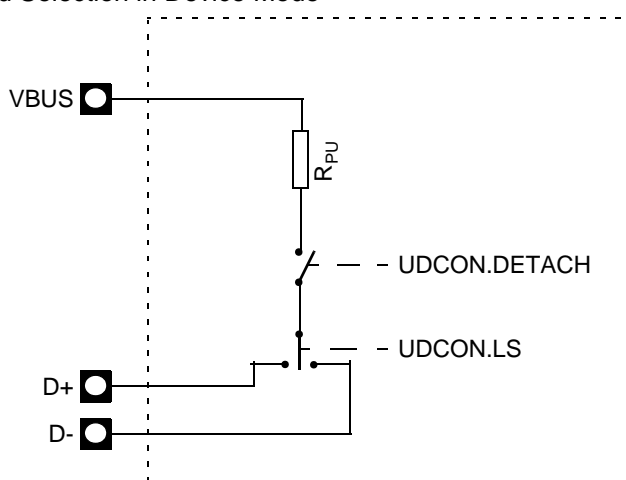 Selection in Device Mode
VBUS
RPU
UDCON.DETACH
UDCON.LS
D+
D-